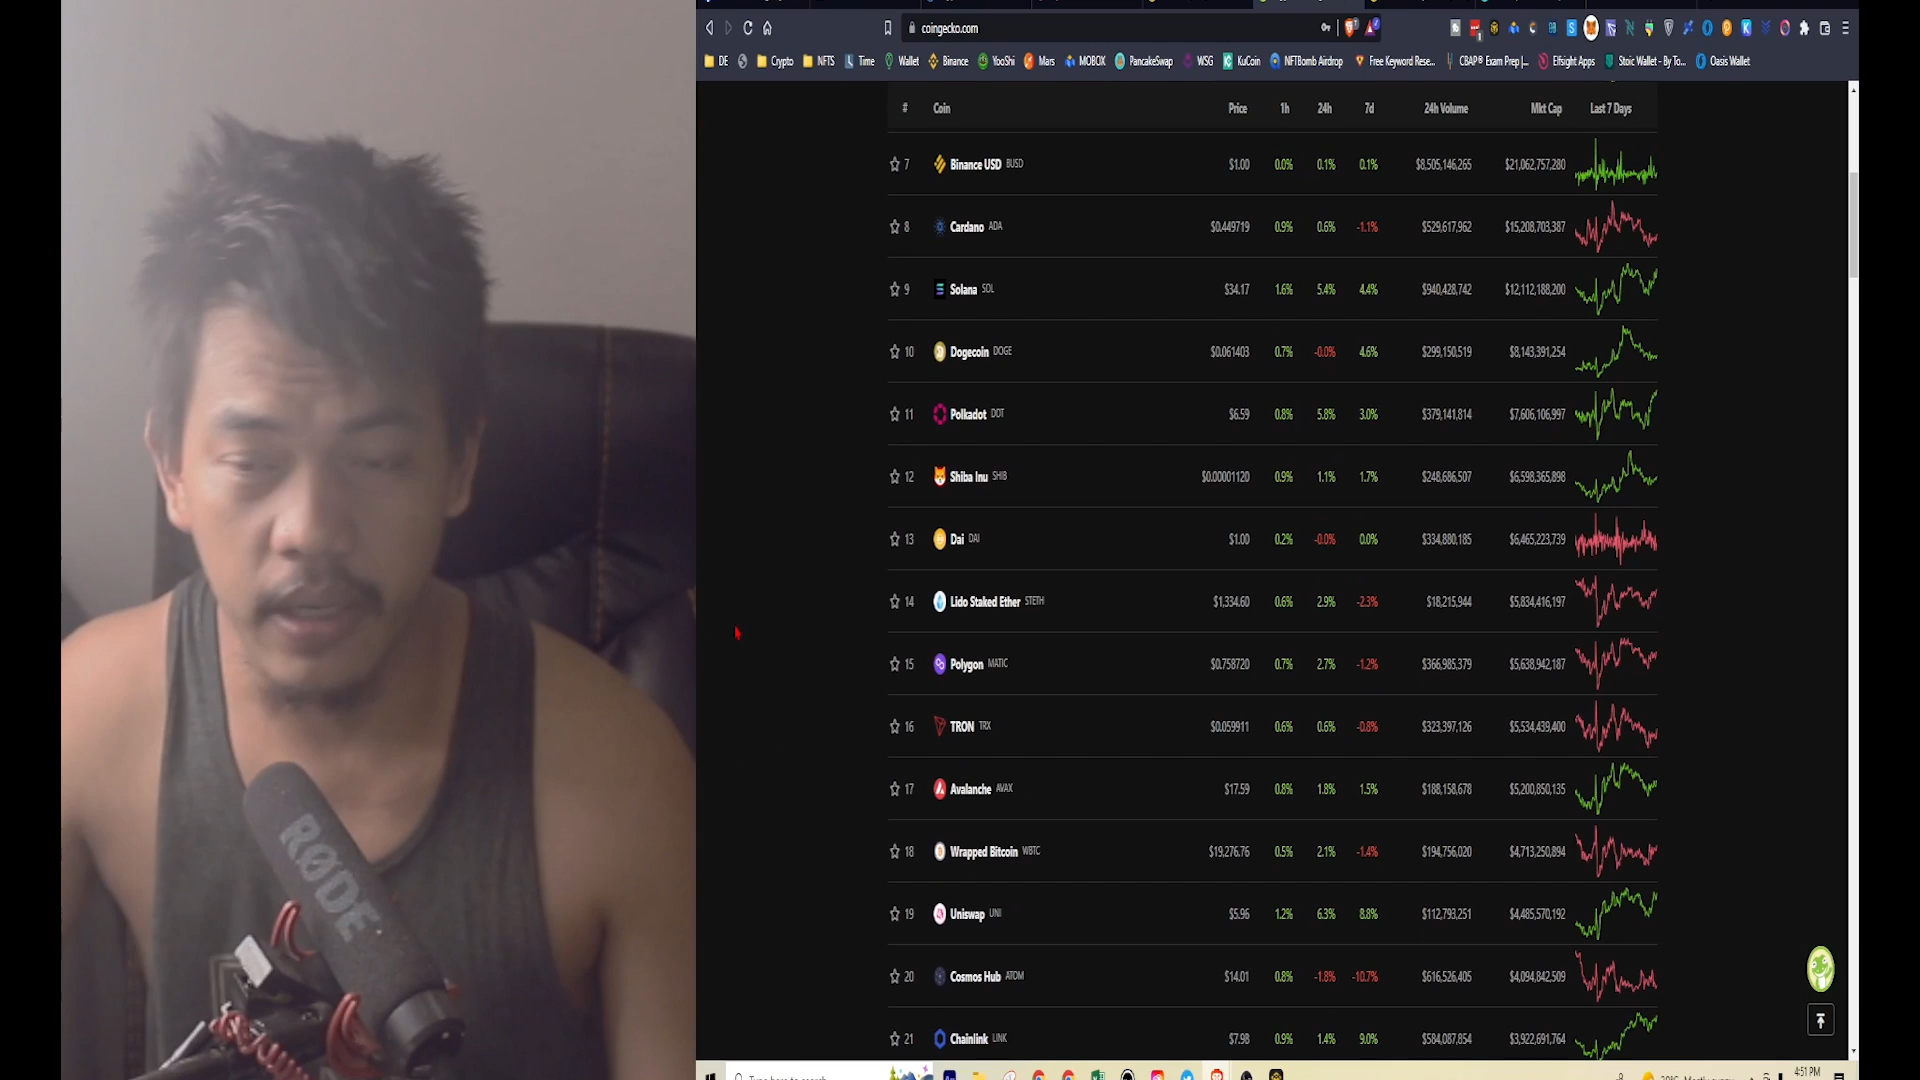 coingecko.com
DE
Crypto
NFTS
Time
Wallet
Binance
YooShi
Mars
MOBOX
PancakeSwap
WSG
KuCoin
NFTBomb Airdrop
Free Keyword Rese...
CBAP® Exam Prep |...
Elfsight Apps
Stoic Wallet - By To...
Oasis Wallet
# Coin Price 1h 24h 7d 24h Volume Mkt Cap Last 7 Days
7 Binance USD BUSD $1.00 0.0% 0.1% 0.1% $8,505,146,265 $21,062,757,280
8 Cardano ADA $0.449719 0.9% 0.6% -1.1% $529,617,962 $15,208,703,387
9 Solana SOL $34.17 1.6% 5.4% 4.4% $940,428,742 $12,112,188,200
10 Dogecoin DOGE $0.061403 0.7% -0.0% 4.6% $299,150,519 $8,143,391,254
11 Polkadot DOT $6.59 0.8% 5.8% 3.0% $379,141,814 $7,606,106,997
12 Shiba Inu SHIB $0.00001120 0.9% 1.1% 1.7% $248,686,507 $6,598,365,898
13 Dai DAI $1.00 0.2% -0.0% 0.0% $334,880,185 $6,465,223,739
14 Lido Staked Ether STETH $1,334.60 0.6% 2.9% -2.3% $18,215,944 $5,834,416,197
15 Polygon MATIC $0.758720 0.7% 2.7% -1.2% $366,985,379 $5,638,942,187
16 TRON TRX $0.059911 0.6% 0.6% -0.8% $323,397,126 $5,534,439,400
17 Avalanche AVAX $17.59 0.8% 1.8% 1.5% $188,158,678 $5,200,850,135
18 Wrapped Bitcoin WBTC $19,276.76 0.5% 2.1% -1.4% $194,756,020 $4,713,250,894
19 Uniswap UNI $5.96 1.2% 6.3% 8.8% $112,793,251 $4,485,570,192
20 Cosmos Hub ATOM $14.01 0.8% -1.8% -10.7% $616,526,405 $4,094,842,509
21 Chainlink LINK $7.98 0.9% 1.4% 9.0% $584,087,854 $3,922,691,764
RØDE
4:51 PM